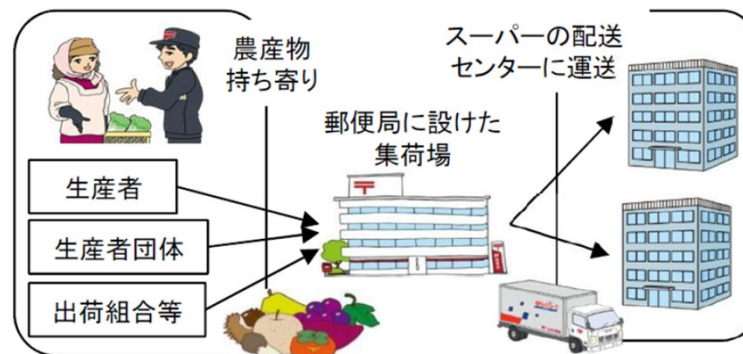 農産物
持ち寄り
スーパーの配送
センターに運送
郵便局に設けた
集荷場
生産者
生産者団体
出荷組合等